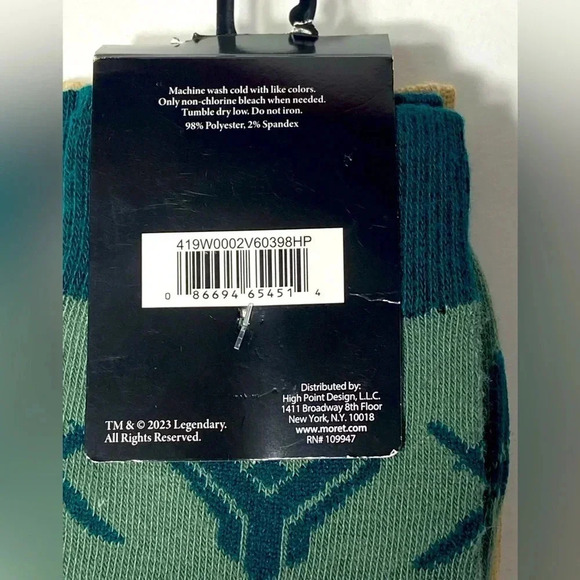 Machine wash cold with like colors.
Only non-chlorine bleach when needed.
Tumble dry low. Do not iron.
98% Polyester, 2% Spandex
419W0002V60398HP
0 86694 65451 4
TM & © 2023 Legendary.
All Rights Reserved.
Distributed by:
High Point Design, L.L.C.
1411 Broadway 8th Floor
New York, N.Y. 10018
www.moret.com
RN# 109947